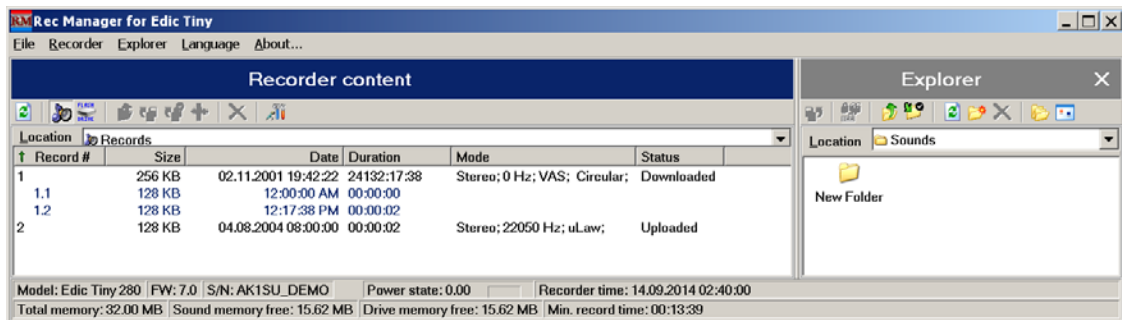 RM Rec Manager for Edic Tiny
File Recorder Explorer Language About...
Recorder content
Location Records
↑ Record # Size Date Duration Mode Status
1 256 KB 02.11.2001 19:42:22 24132:17:38 Stereo; 0 Hz; VAS; Circular; Downloaded
1.1 128 KB 12:00:00 AM 00:00:00
1.2 128 KB 12:17:38 PM 00:00:02
2 128 KB 04.08.2004 08:00:00 00:00:02 Stereo; 22050 Hz; uLaw; Uploaded
Explorer
Location Sounds
New Folder
Model: Edic Tiny 280 FW: 7.0 S/N: AK1SU_DEMO Power state: 0.00 Recorder time: 14.09.2014 02:40:00
Total memory: 32.00 MB Sound memory free: 15.62 MB Drive memory free: 15.62 MB Min. record time: 00:13:39